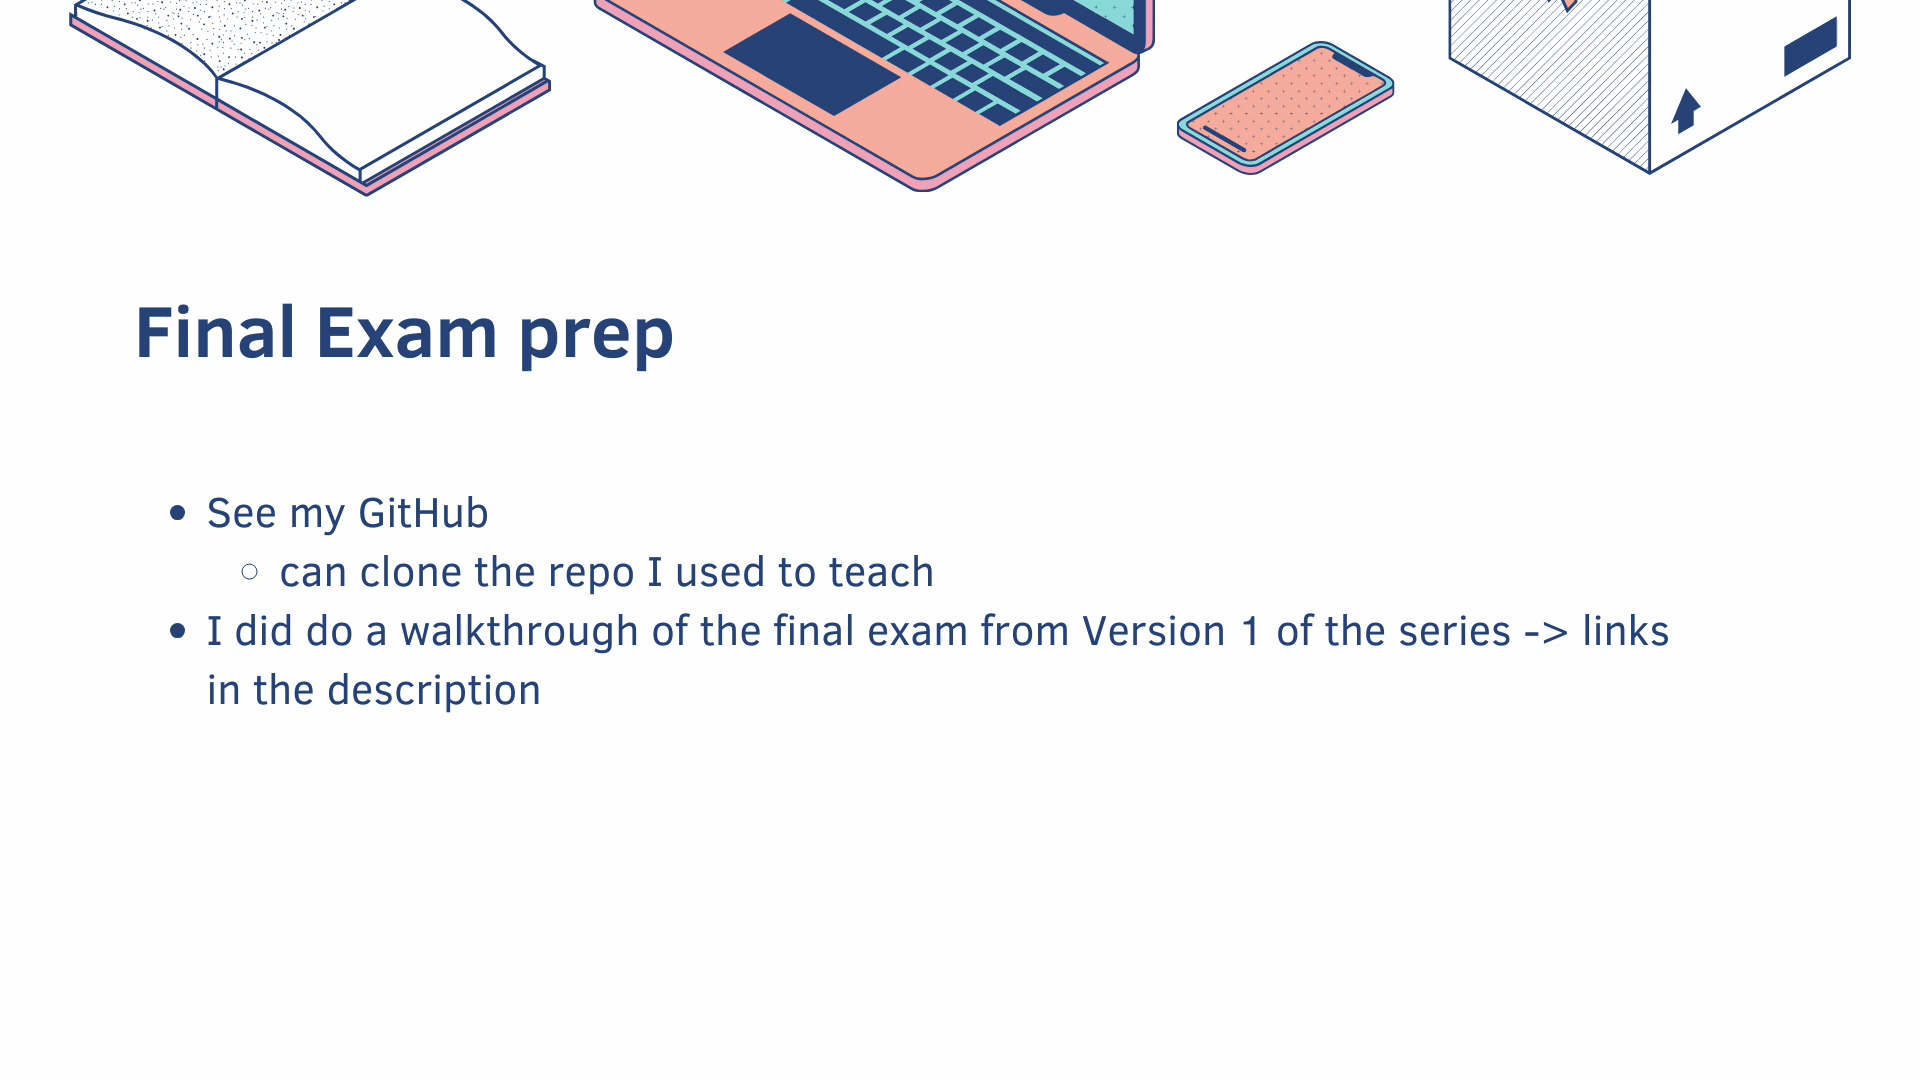 Final Exam prep
• See my GitHub
○ can clone the repo I used to teach
• I did do a walkthrough of the final exam from Version 1 of the series -> links
in the description